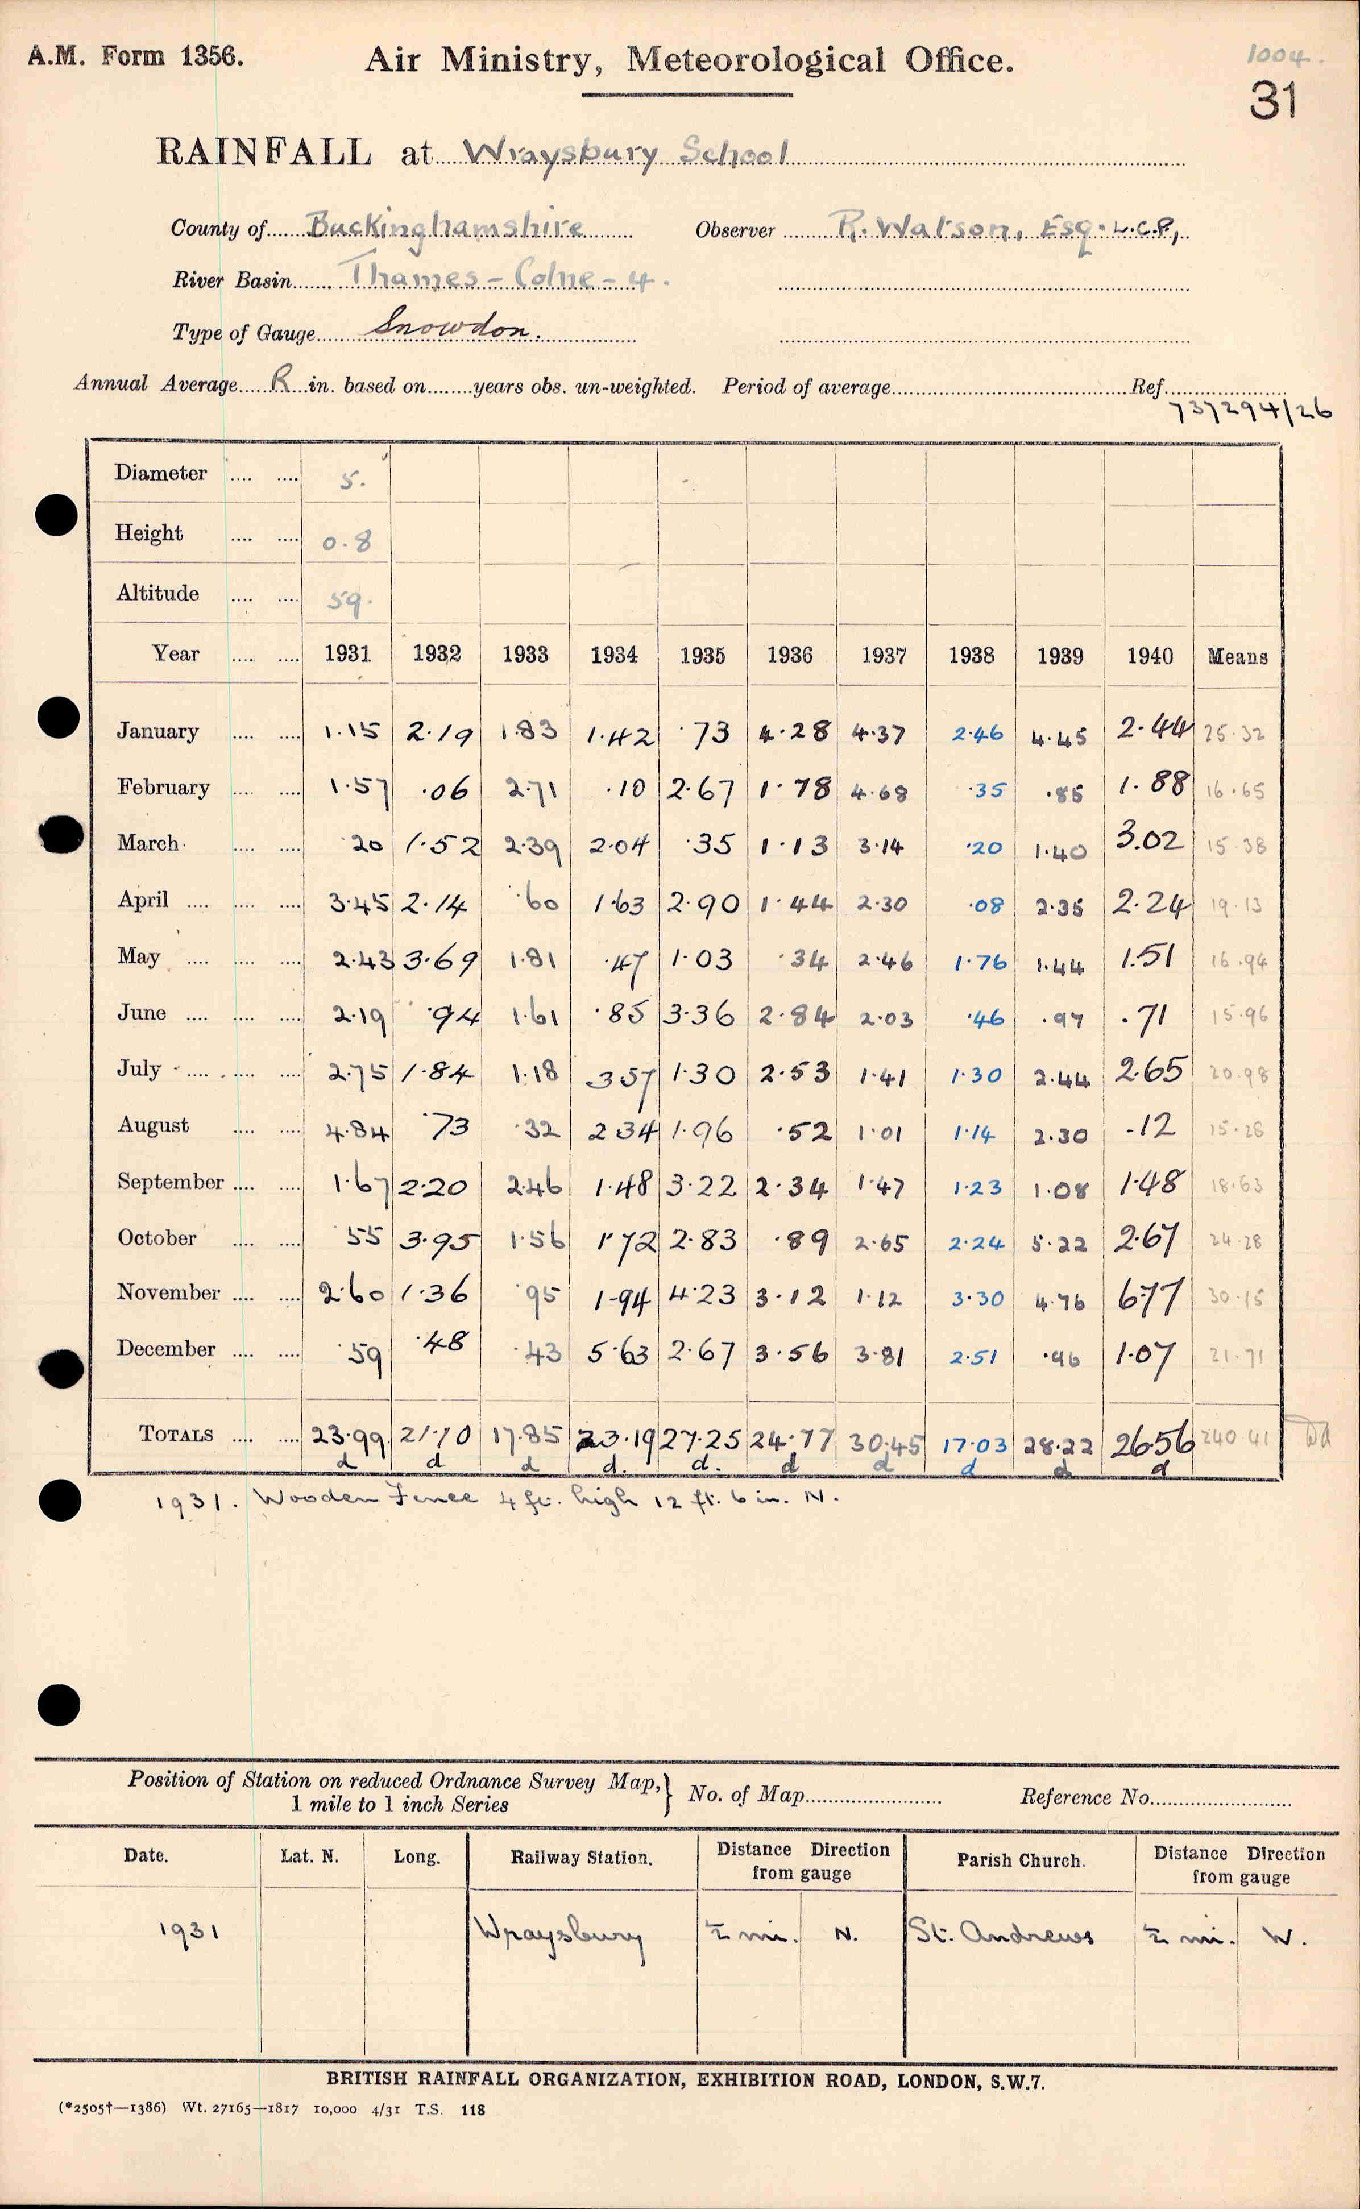 A.M. Form 1356.
Air Ministry, Meteorological Office.
1004.
31
RAINFALL at Wraysbury School
County of Buckinghamshire Observer R. Watson, Esq. L.C.P.,
River Basin Thames - Colne - 4.
Type of Gauge Snowdon.
Annual Average R in. based on years obs. un-weighted. Period of average Ref.
737294/26
Diameter 5.
Height 0.8
Altitude 59.
Year 1931 1932 1933 1934 1935 1936 1937 1938 1939 1940 Means
January 1.15 2.19 1.83 1.42 .73 4.28 4.37 2.46 4.45 2.44 25.32
February 1.57 .06 2.71 .10 2.67 1.78 4.68 .35 .85 1.88 16.65
March .20 1.52 2.39 2.04 .35 1.13 3.14 .20 1.40 3.02 15.38
April 3.45 2.14 .60 1.63 2.90 1.44 2.30 .08 2.35 2.24 19.13
May 2.43 3.69 1.81 .47 1.03 .34 2.46 1.76 1.44 1.51 16.94
June 2.19 .94 1.61 .85 3.36 2.84 2.03 .46 .97 .71 15.96
July 2.75 1.84 1.18 3 57 1.30 2.53 1.41 1.30 2.44 2.65 20.98
August 4.84 .73 .32 2 34 1.96 .52 1.01 1.14 2.30 .12 15.28
September 1.67 2.20 2.46 1.48 3.22 2.34 1.47 1.23 1.08 1.48 18.63
October .55 3.95 1.56 1.72 2.83 .89 2.65 2.24 5.22 2.67 24.28
November 2.60 1.36 .95 1.94 4.23 3.12 1.12 3.30 4.76 6.77 30.15
December .59 .48 .43 5.63 2.67 3.56 3.81 2.51 .96 1.07 21.71
TOTALS 23.99 21.10 17.85 23.19 27.25 24.77 30.45 17.03 28.22 26.56 240.41
d d d d. d. d d d d d
1931. Wooden Fence 4 ft. high 12 ft. 6 in. N.
Position of Station on reduced Ordnance Survey Map, 1 mile to 1 inch Series } No. of Map Reference No.
Date. Lat. N. Long. Railway Station. Distance Direction from gauge Parish Church. Distance Direction from gauge
1931 Wraysbury ½ mi. N. St. Andrews ½ mi. W.
BRITISH RAINFALL ORGANIZATION, EXHIBITION ROAD, LONDON, S.W.7.
(*2505†—1386) Wt. 27165—1817 10,000 4/31 T.S. 118